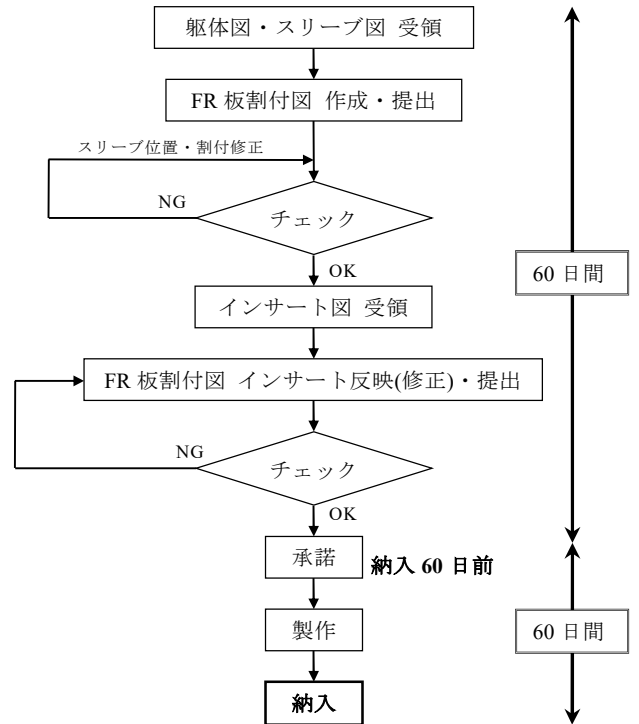 躯体図・スリーブ図 受領
FR 板割付図 作成・提出
スリーブ位置・割付修正
NG
チェック
OK
60 日間
インサート図 受領
FR 板割付図 インサート反映(修正)・提出
NG
チェック
OK
承諾
納入 60 日前
製作
60 日間
納入